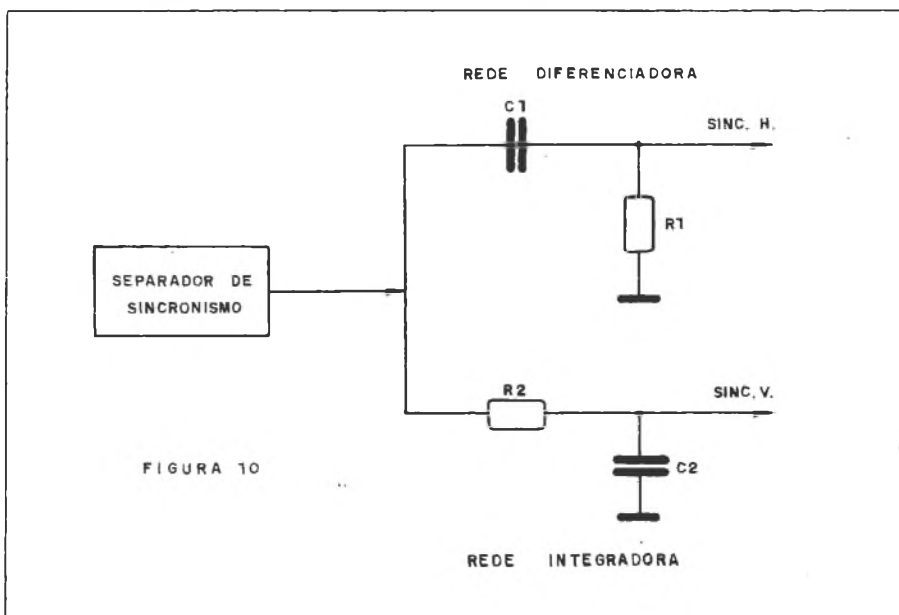 REDE DIFERENCIADORA
C1
SINC. H.
R1
SEPARADOR DE
SINCRONISMO
R2
SINC. V.
C2
FIGURA 10
REDE INTEGRADORA